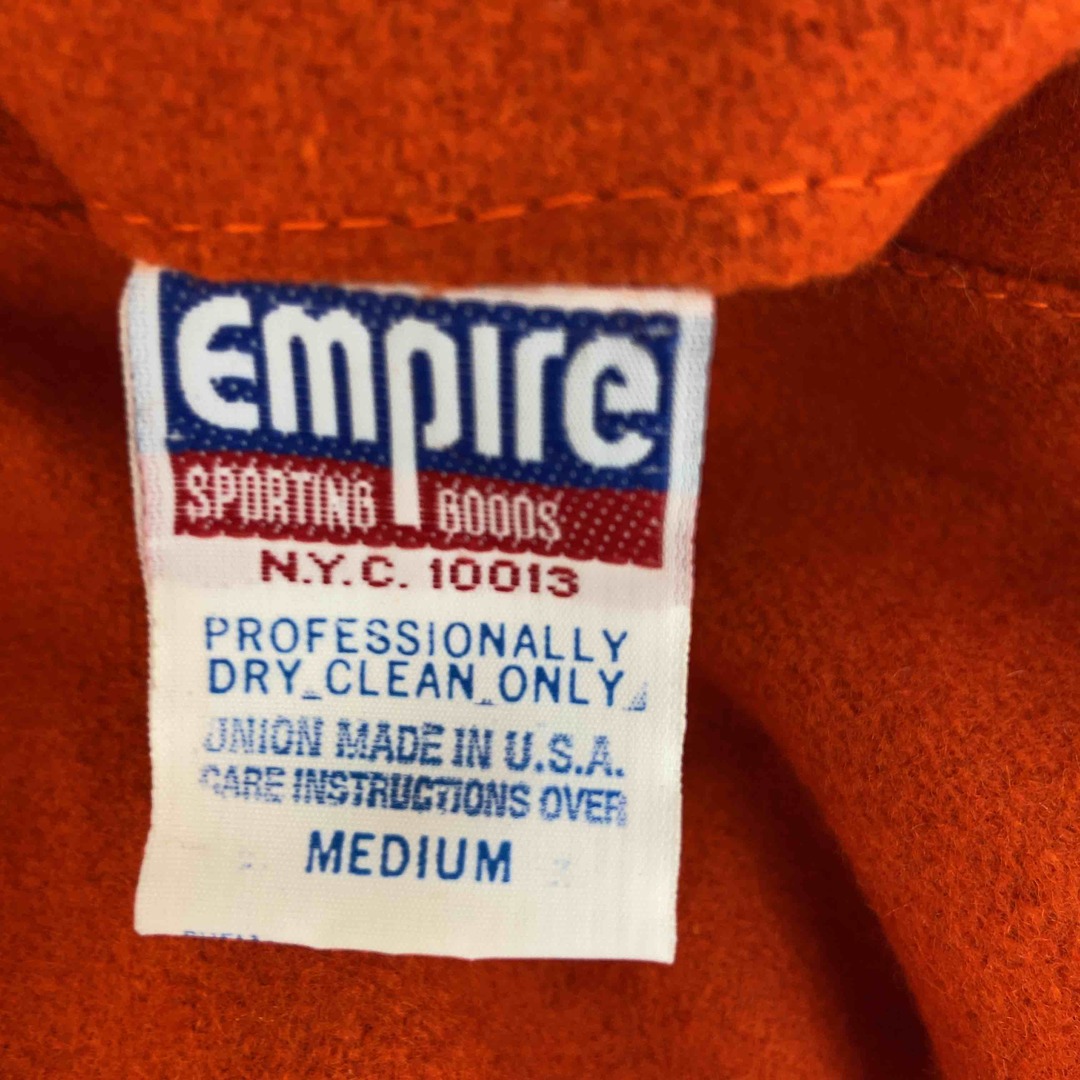 Empire
SPORTING GOODS
N.Y.C. 10013
PROFESSIONALLY
DRY CLEAN ONLY
UNION MADE IN U.S.A.
CARE INSTRUCTIONS OVER
MEDIUM